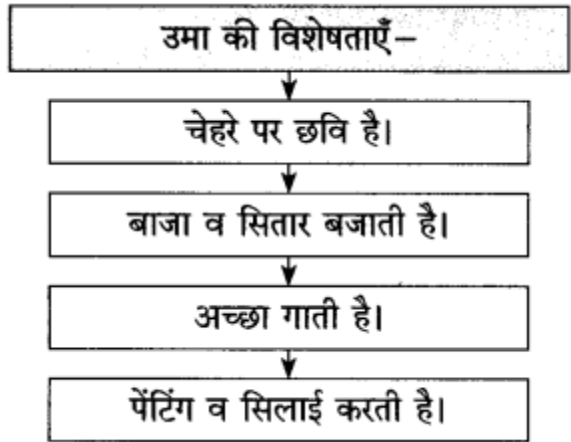 उमा की विशेषताएँ–
चेहरे पर छवि है।
बाजा व सितार बजाती है।
अच्छा गाती है।
पेंटिंग व सिलाई करती है।